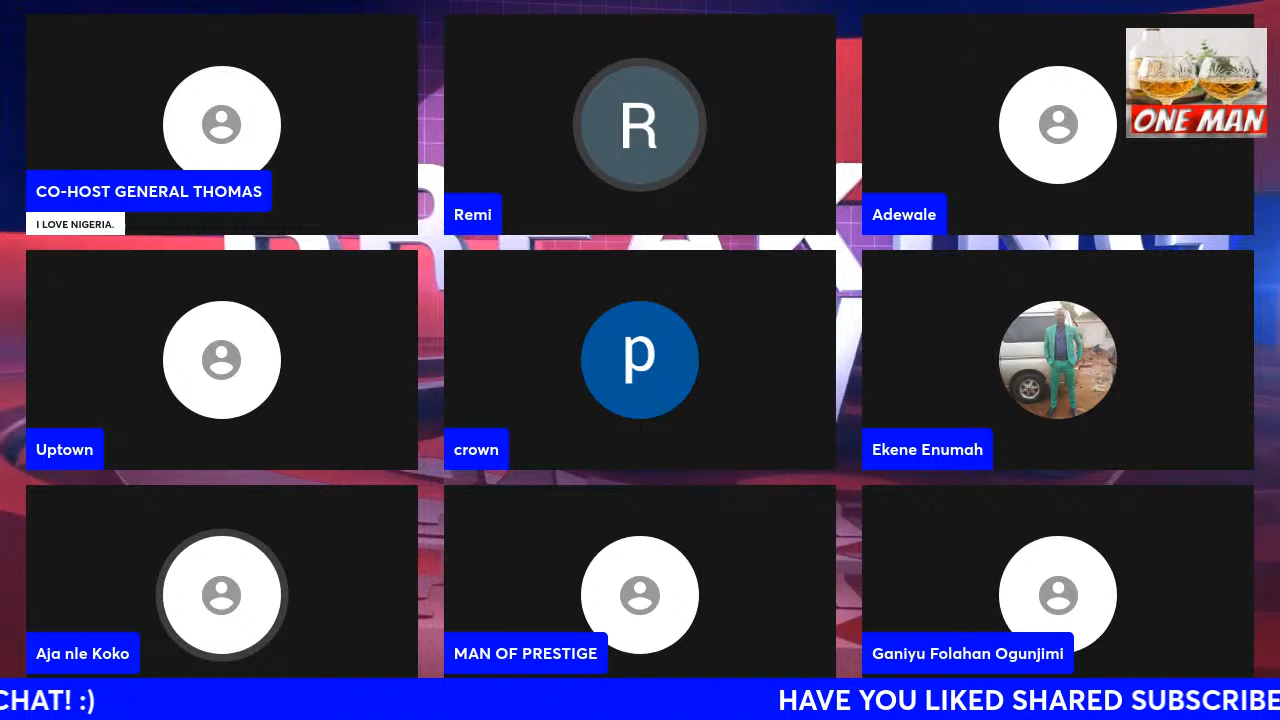 ONE MAN
R
CO-HOST GENERAL THOMAS
I LOVE NIGERIA.
Remi
Adewale
p
Uptown
crown
Ekene Enumah
Aja nle Koko
MAN OF PRESTIGE
Ganiyu Folahan Ogunjimi
CHAT! :)
HAVE YOU LIKED SHARED SUBSCRIBE